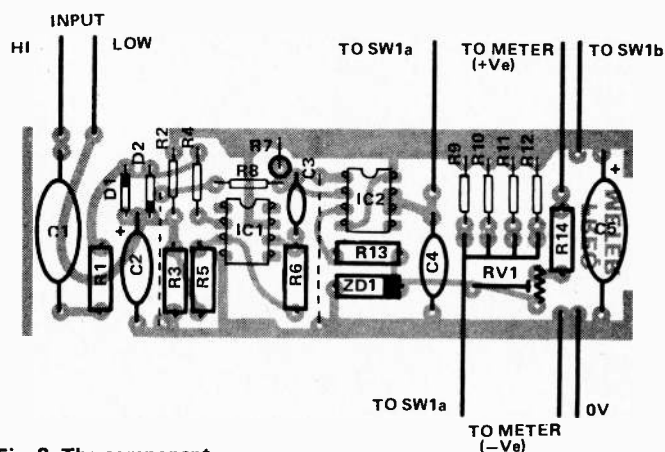 INPUT
HI
LOW
TO SW1a
TO METER
(+Ve)
TO SW1b
D1
D2
R2
R4
R7
R8
C3
R9
R10
R11
R12
+
C1
R1
+
C2
R3
R5
IC1
R6
IC2
R13
ZD1
C4
RV1
R14
C5
METER
TO SW1a
TO METER
(−Ve)
0V
Fig. 2. The component